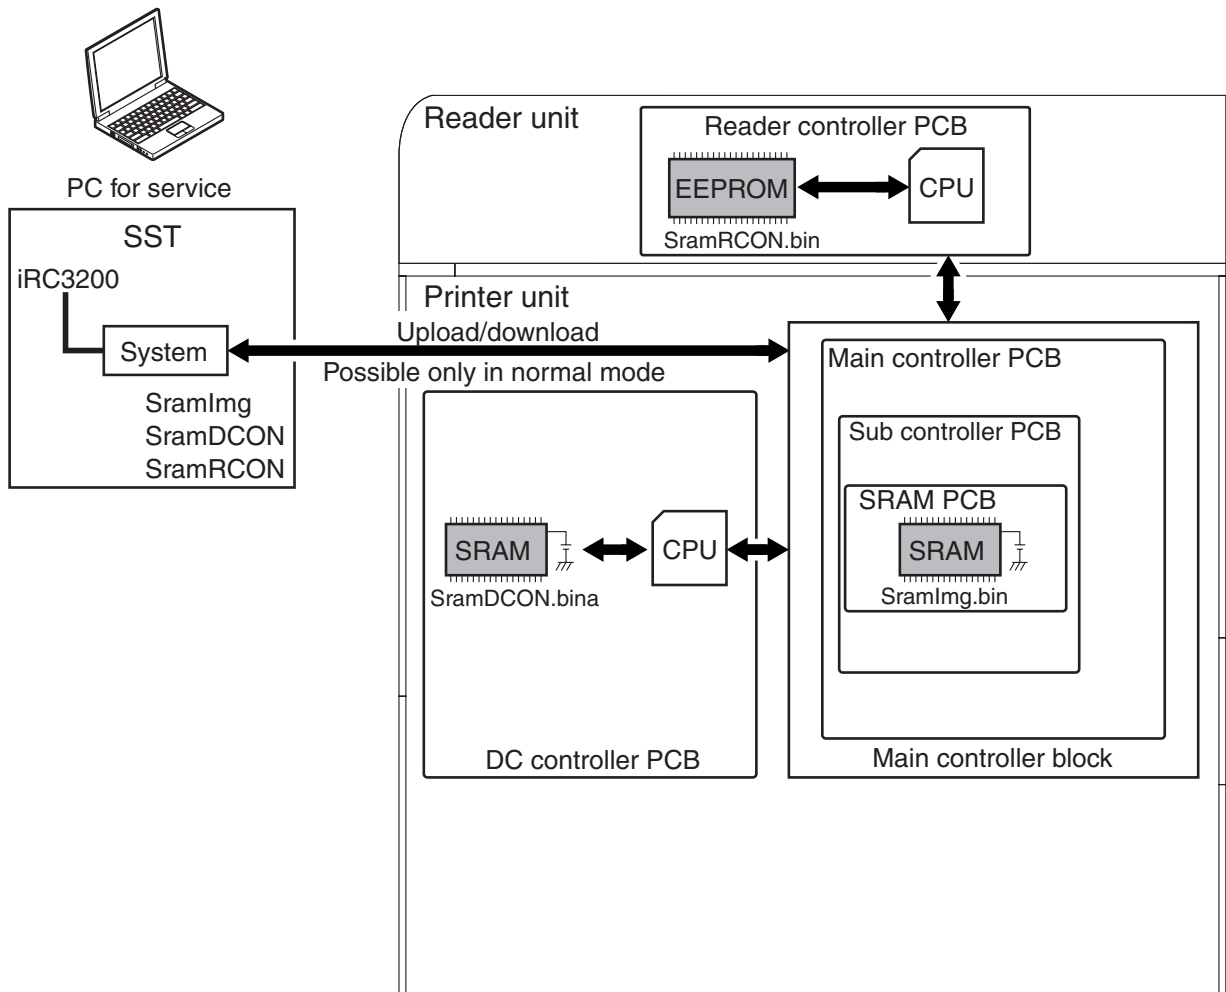 PC for service
SST
iRC3200
System
SramImg
SramDCON
SramRCON
Upload/download
Possible only in normal mode
Reader unit
Reader controller PCB
EEPROM
CPU
SramRCON.bin
Printer unit
Main controller PCB
Sub controller PCB
SRAM PCB
SRAM
SramImg.bin
Main controller block
SRAM
CPU
SramDCON.bina
DC controller PCB